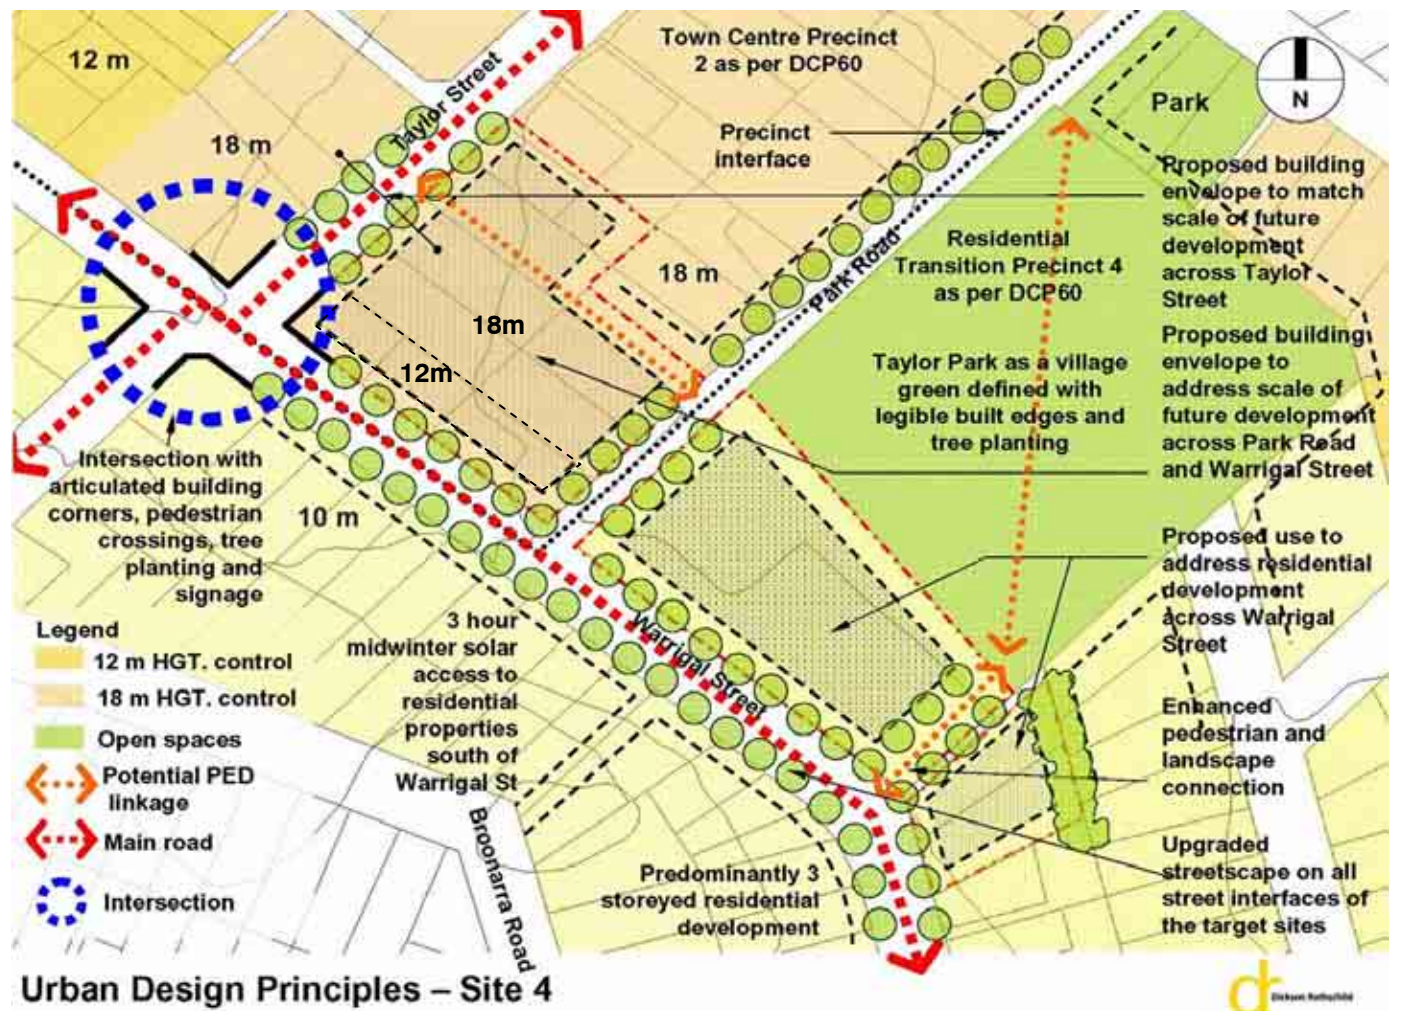 12 m
Town Centre Precinct
2 as per DCP60
Taylor Street
18 m
Precinct
interface
Park
N
Proposed building
envelope to match
scale of future
development
across Taylor
Street
Residential
Transition Precinct 4
as per DCP60
18 m
Park Road
18m
12m
Taylor Park as a village
green defined with
legible built edges and
tree planting
Proposed building
envelope to
address scale of
future development
across Park Road
and Warrigal Street
Intersection with
articulated building
corners, pedestrian
crossings, tree
planting and
signage
10 m
Proposed use to
address residential
development
across Warrigal
Street
3 hour
midwinter solar
access to
residential
properties
south of
Warrigal St
Warrigal Street
Enhanced
pedestrian and
landscape
connection
Legend
12 m HGT. control
18 m HGT. control
Open spaces
Potential PED
linkage
Main road
Intersection
Broonarra Road
Predominantly 3
storeyed residential
development
Upgraded
streetscape on all
street interfaces of
the target sites
Urban Design Principles – Site 4
dr
Dickson Rothschild